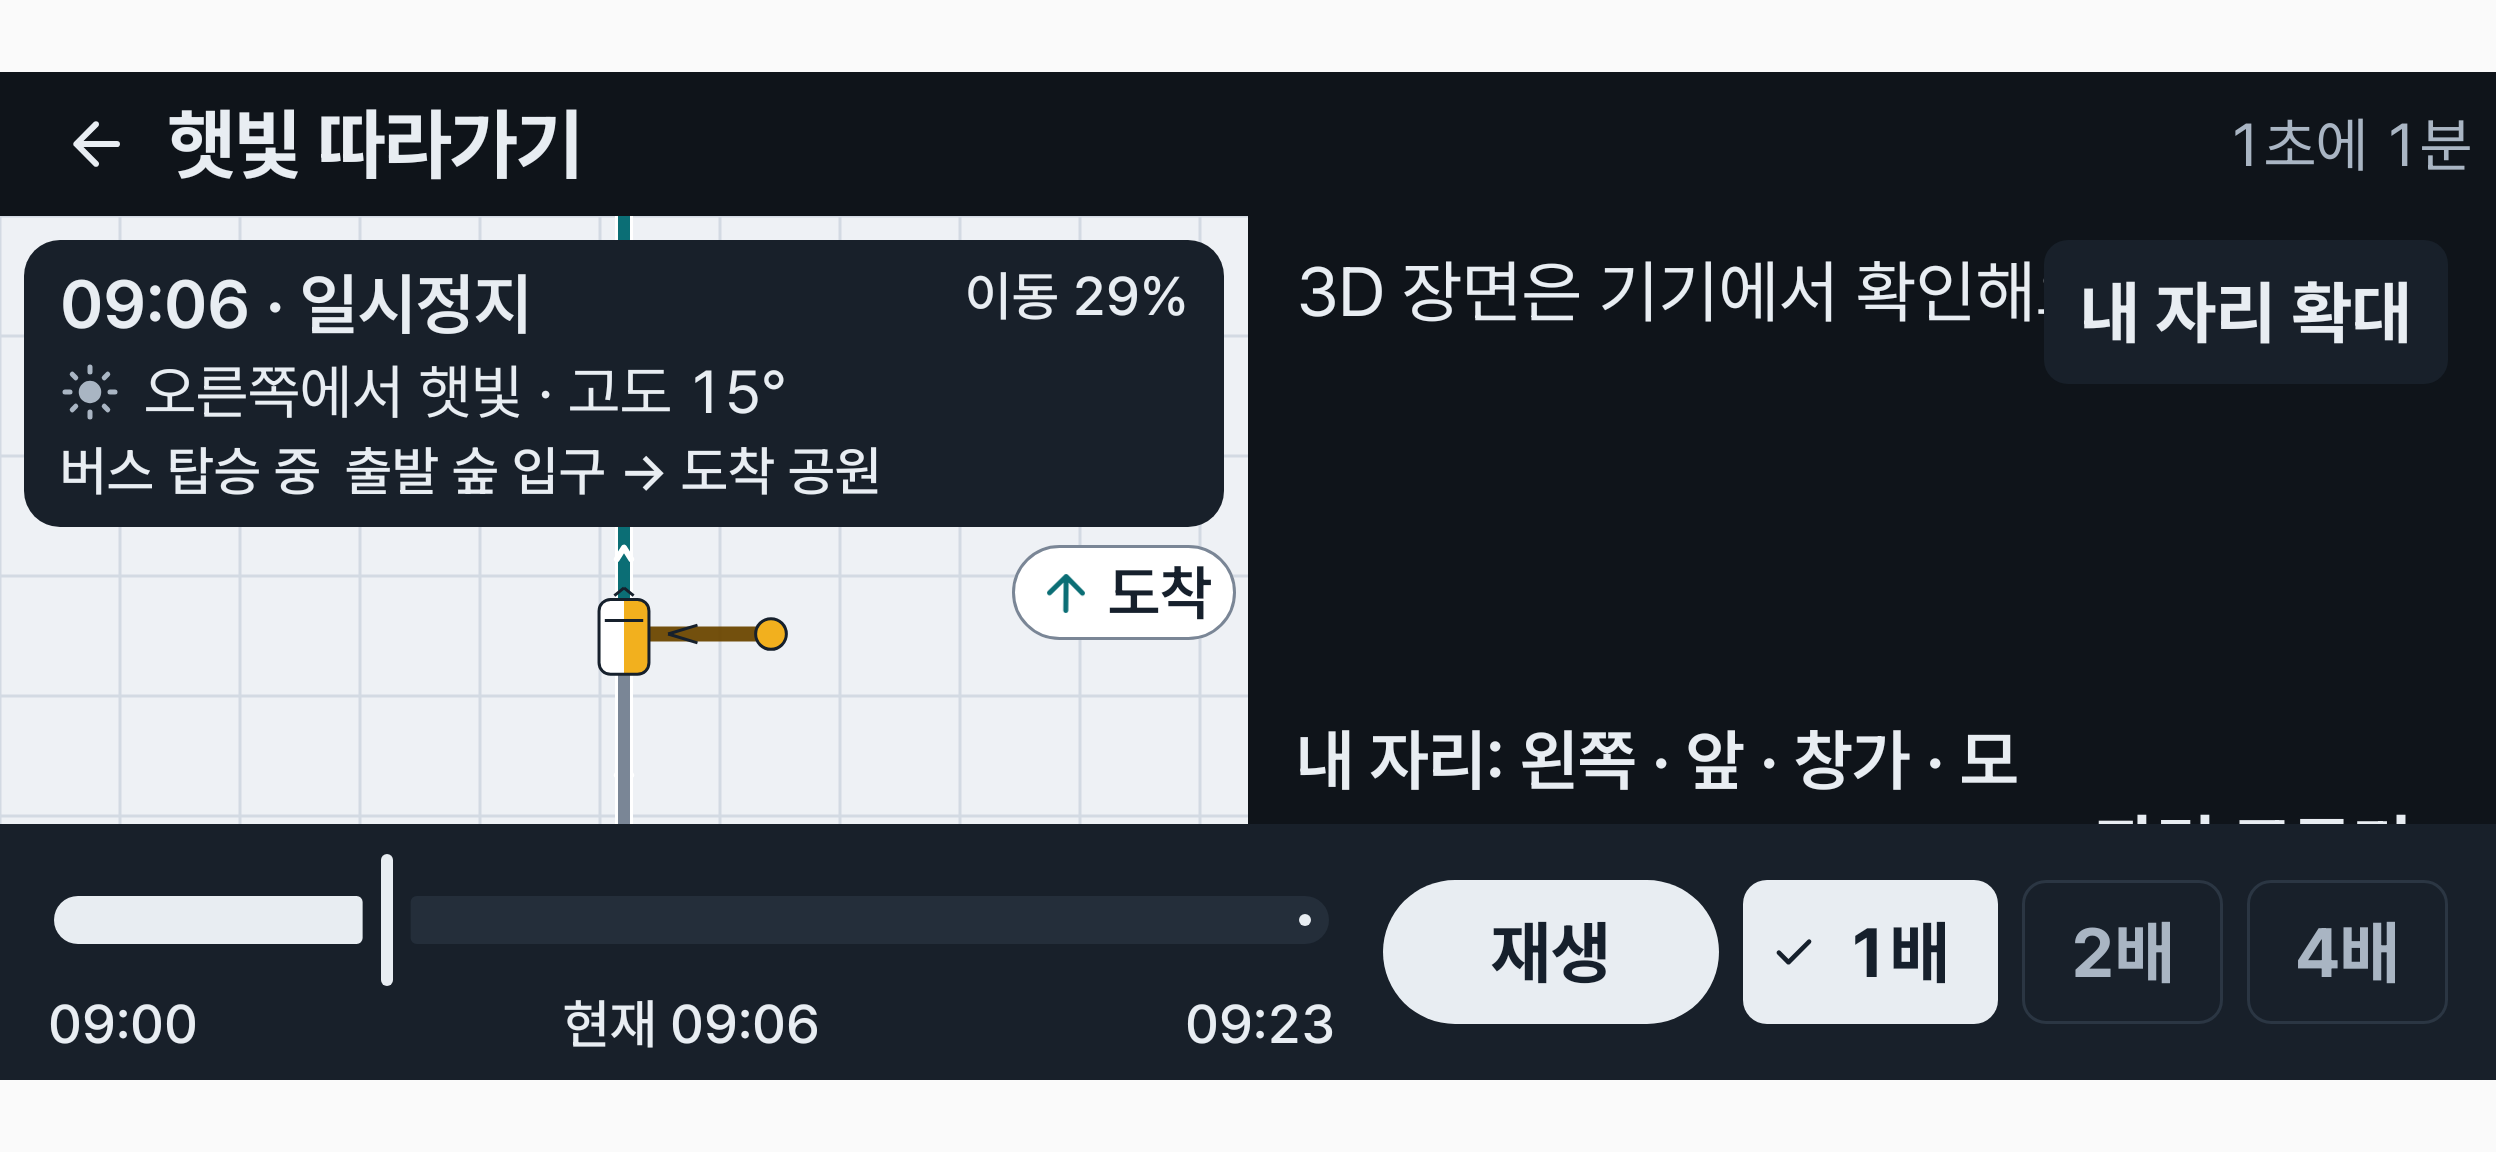 햇빛 따라가기
1초에 1분
09:06 · 일시정지
이동 29%
오른쪽에서 햇빛 · 고도 15°
버스 탑승 중 출발 숲 입구 → 도착 공원
도착
3D 장면은 기기에서 확인해.
내 자리 확대
내 자리: 왼쪽 · 앞 · 창가 · 모
09:00
현재 09:06
09:23
재생
1배
2배
4배